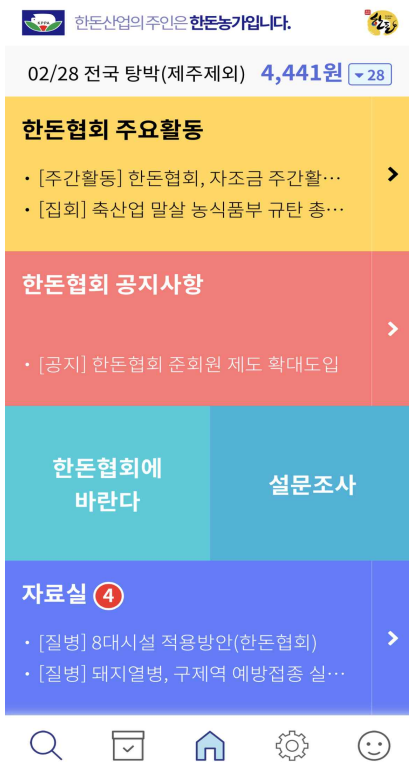 한돈산업의 주인은 한돈농가입니다.
한돈
02/28 전국 탕박(제주제외) 4,441원 ▼28
한돈협회 주요활동
• [주간활동] 한돈협회, 자조금 주간활…
• [집회] 축산업 말살 농식품부 규탄 총…
한돈협회 공지사항
• [공지] 한돈협회 준회원 제도 확대도입
한돈협회에
바란다
설문조사
자료실 4
• [질병] 8대시설 적용방안(한돈협회)
• [질병] 돼지열병, 구제역 예방접종 실…